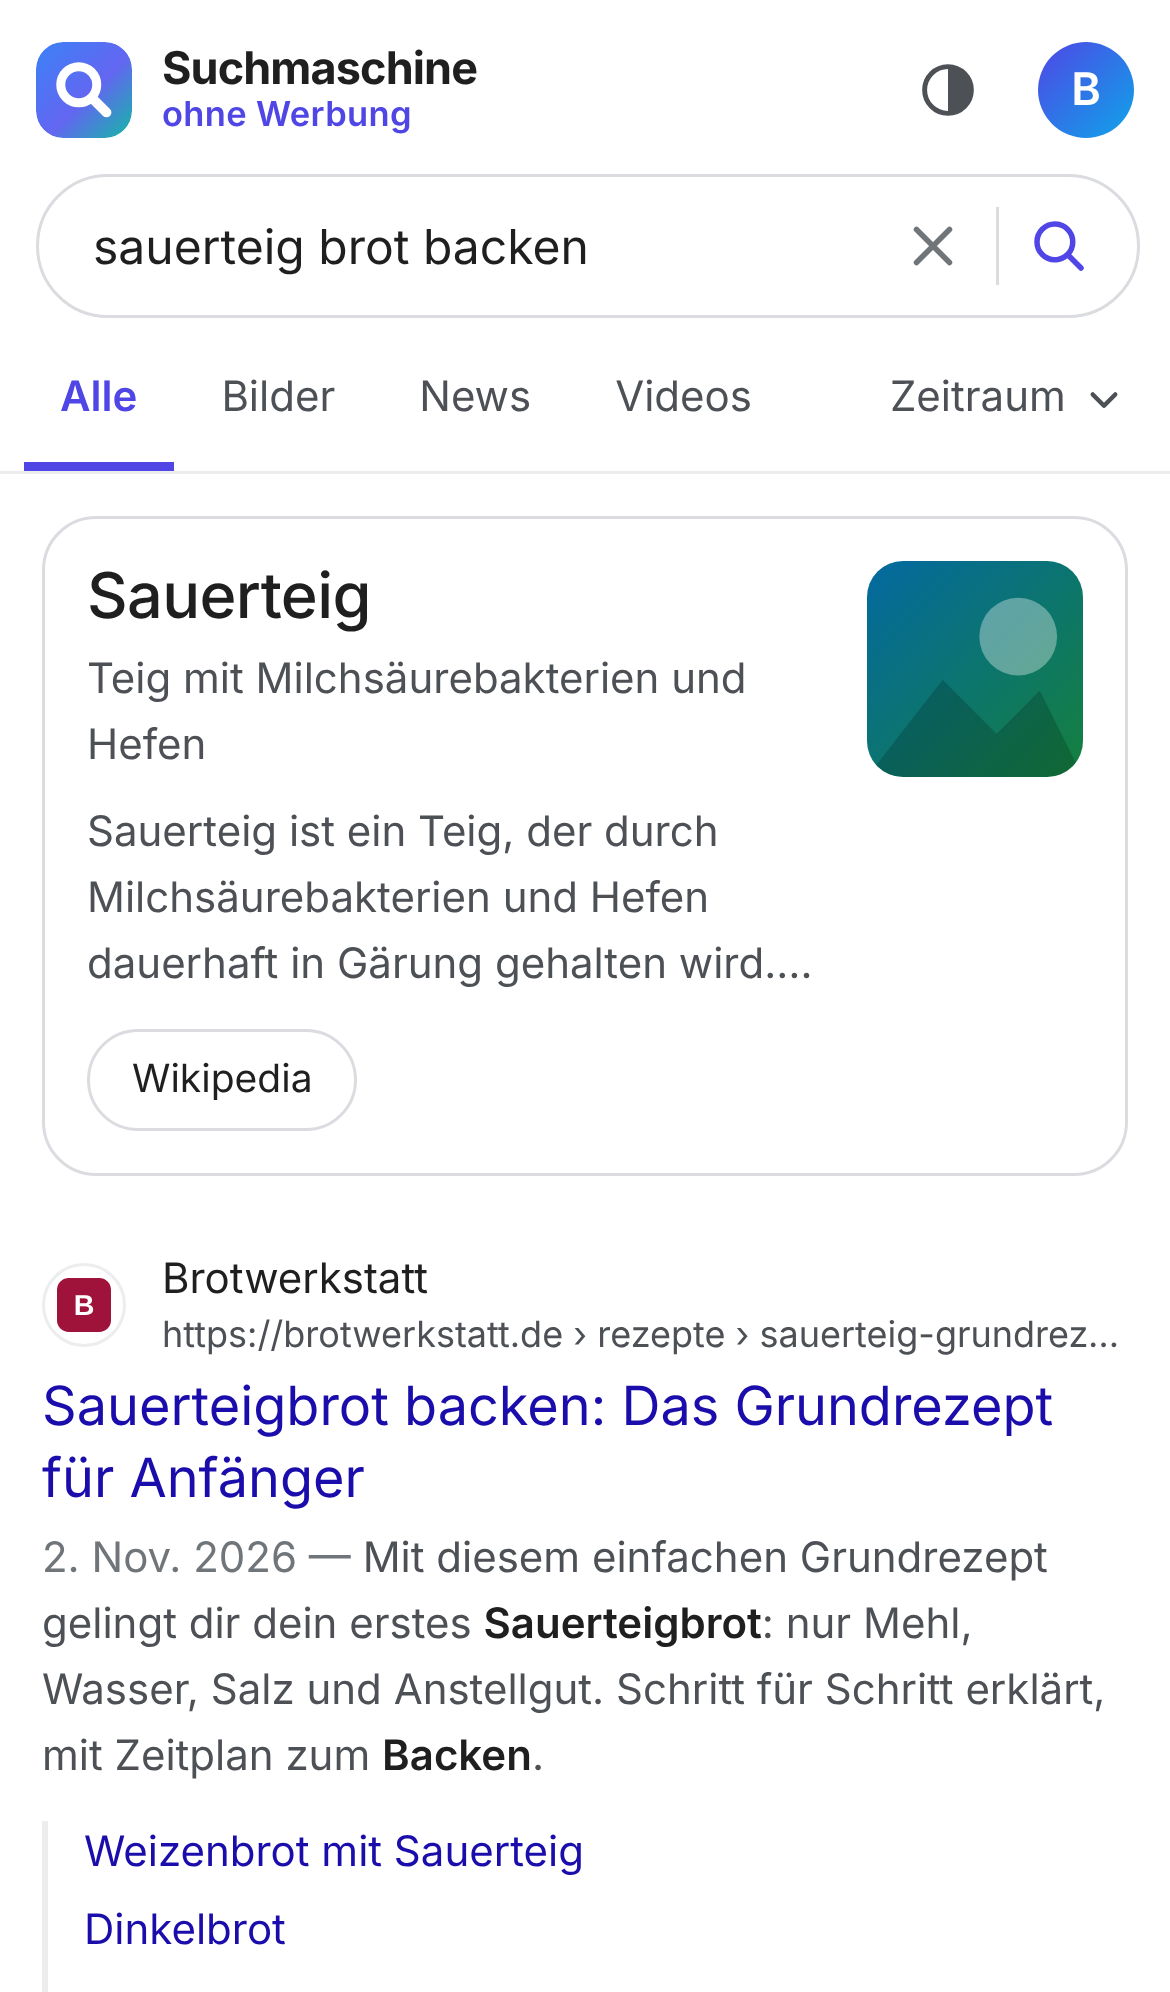 Suchmaschine
ohne Werbung
B
sauerteig brot backen
Alle Bilder News Videos Zeitraum
Sauerteig
Teig mit Milchsäurebakterien und
Hefen
Sauerteig ist ein Teig, der durch
Milchsäurebakterien und Hefen
dauerhaft in Gärung gehalten wird....
Wikipedia
B
Brotwerkstatt
https://brotwerkstatt.de › rezepte › sauerteig-grundrez...
Sauerteigbrot backen: Das Grundrezept
für Anfänger
2. Nov. 2026 — Mit diesem einfachen Grundrezept
gelingt dir dein erstes Sauerteigbrot: nur Mehl,
Wasser, Salz und Anstellgut. Schritt für Schritt erklärt,
mit Zeitplan zum Backen.
Weizenbrot mit Sauerteig
Dinkelbrot